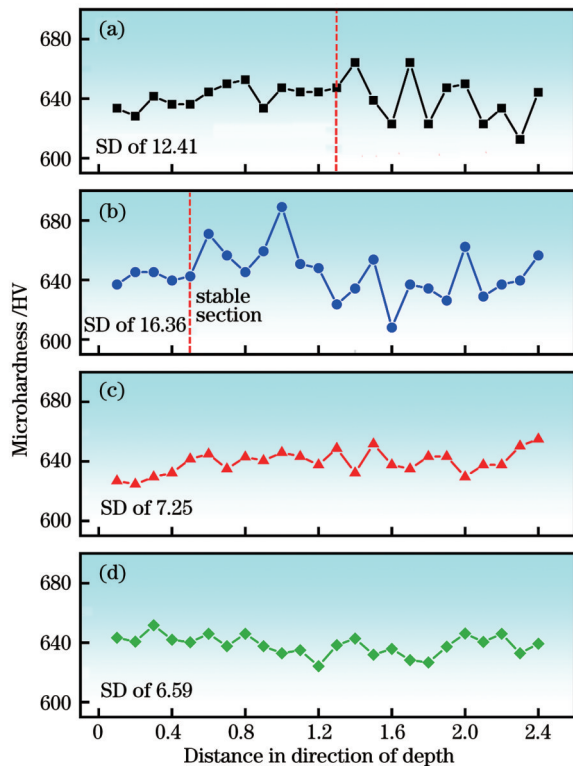 (a)
680
640
600
SD of 12.41
(b)
680
640
600
stable
section
SD of 16.36
Microhardness /HV
(c)
680
640
600
SD of 7.25
(d)
680
640
600
SD of 6.59
0 0.4 0.8 1.2 1.6 2.0 2.4
Distance in direction of depth